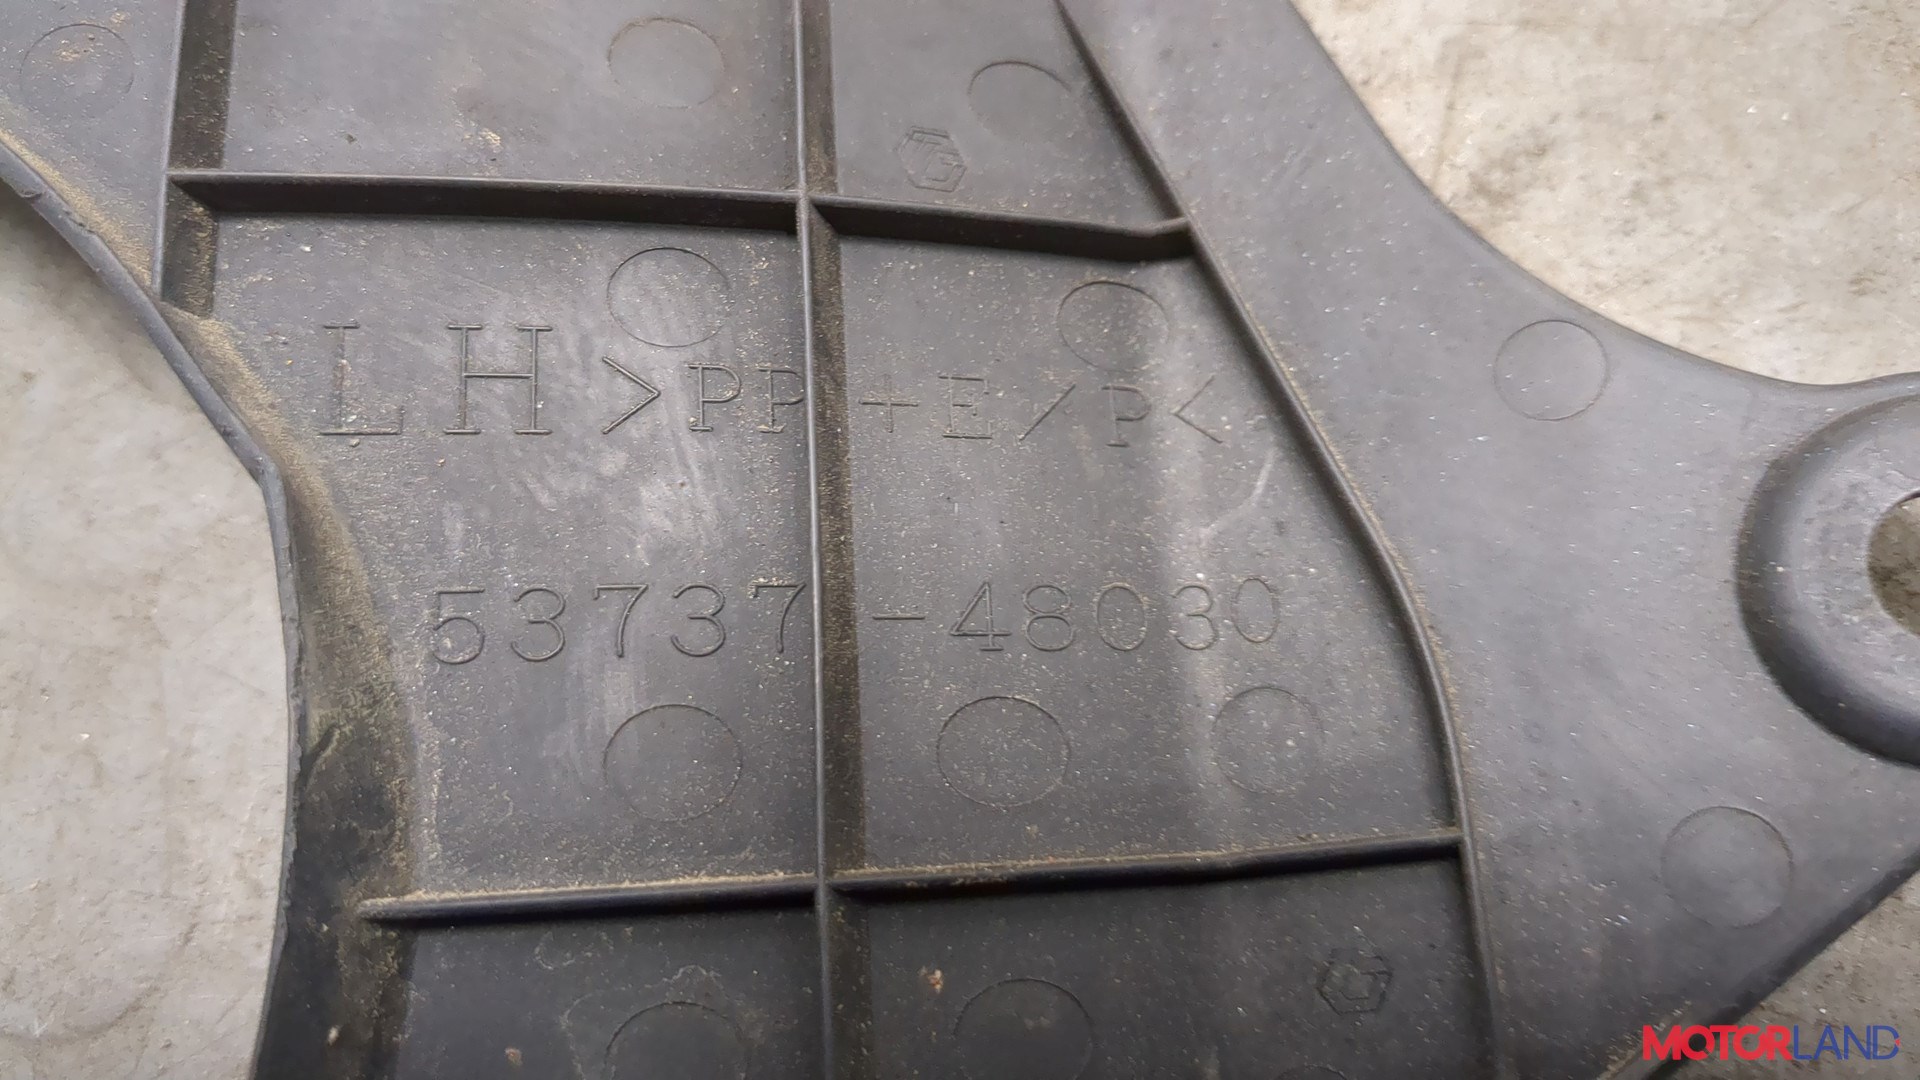 LH >PP+E/P<
53737-48030
MOTORLAND